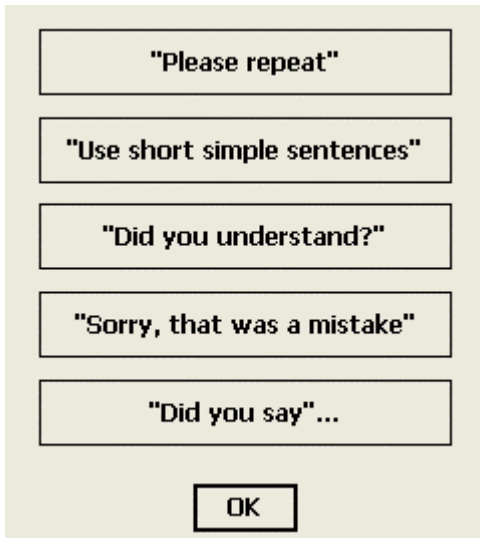 "Please repeat"
"Use short simple sentences"
"Did you understand?"
"Sorry, that was a mistake"
"Did you say"...
OK